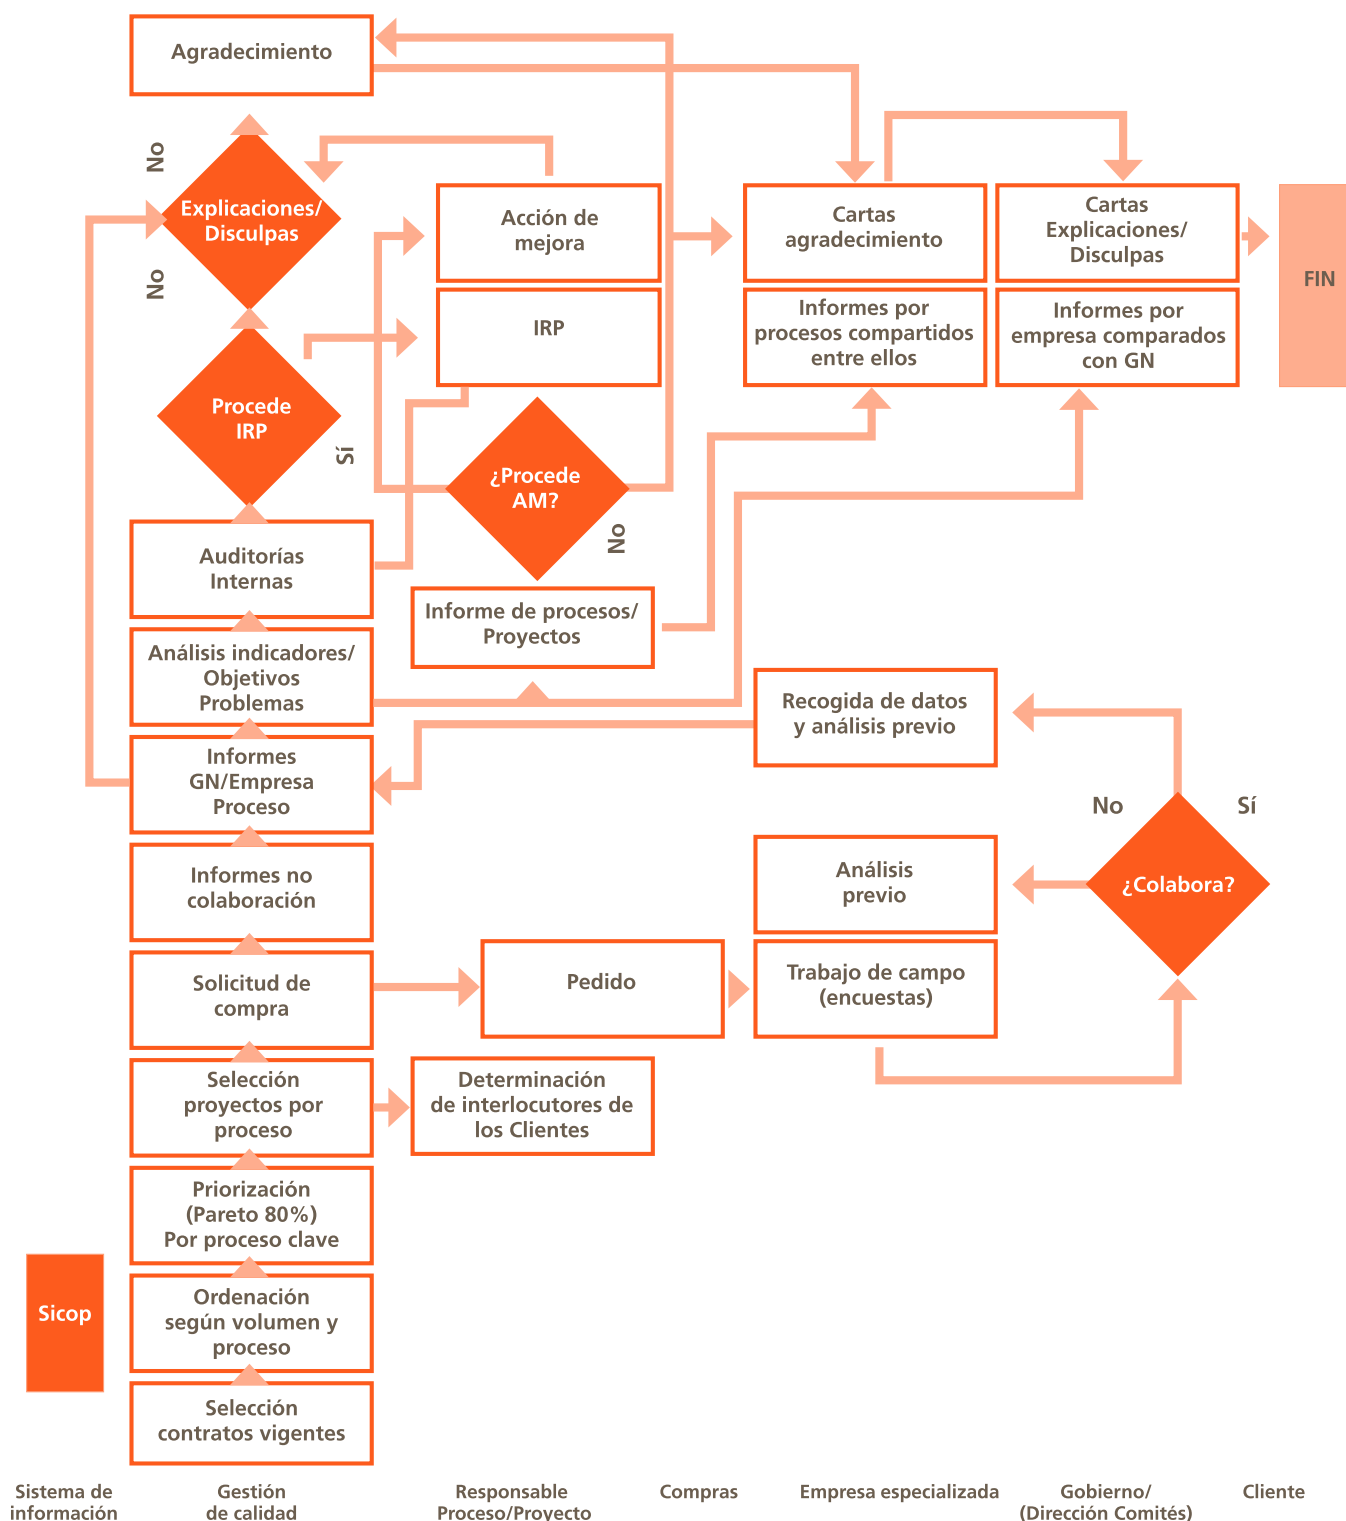 Agradecimiento
No
Explicaciones/
Disculpas
No
Procede
IRP
Sí
Acción de
mejora
IRP
¿Procede
AM?
No
Cartas
agradecimiento
Informes por
procesos compartidos
entre ellos
Cartas
Explicaciones/
Disculpas
Informes por
empresa comparados
con GN
FIN
Auditorías
Internas
Informe de procesos/
Proyectos
Análisis indicadores/
Objetivos
Problemas
Recogida de datos
y análisis previo
Informes
GN/Empresa
Proceso
No
Sí
¿Colabora?
Análisis
previo
Informes no
colaboración
Solicitud de
compra
Pedido
Trabajo de campo
(encuestas)
Selección
proyectos por
proceso
Determinación
de interlocutores de
los Clientes
Priorización
(Pareto 80%)
Por proceso clave
Sicop
Ordenación
según volumen y
proceso
Selección
contratos vigentes
Sistema de
información
Gestión
de calidad
Responsable
Proceso/Proyecto
Compras
Empresa especializada
Gobierno/
(Dirección Comités)
Cliente